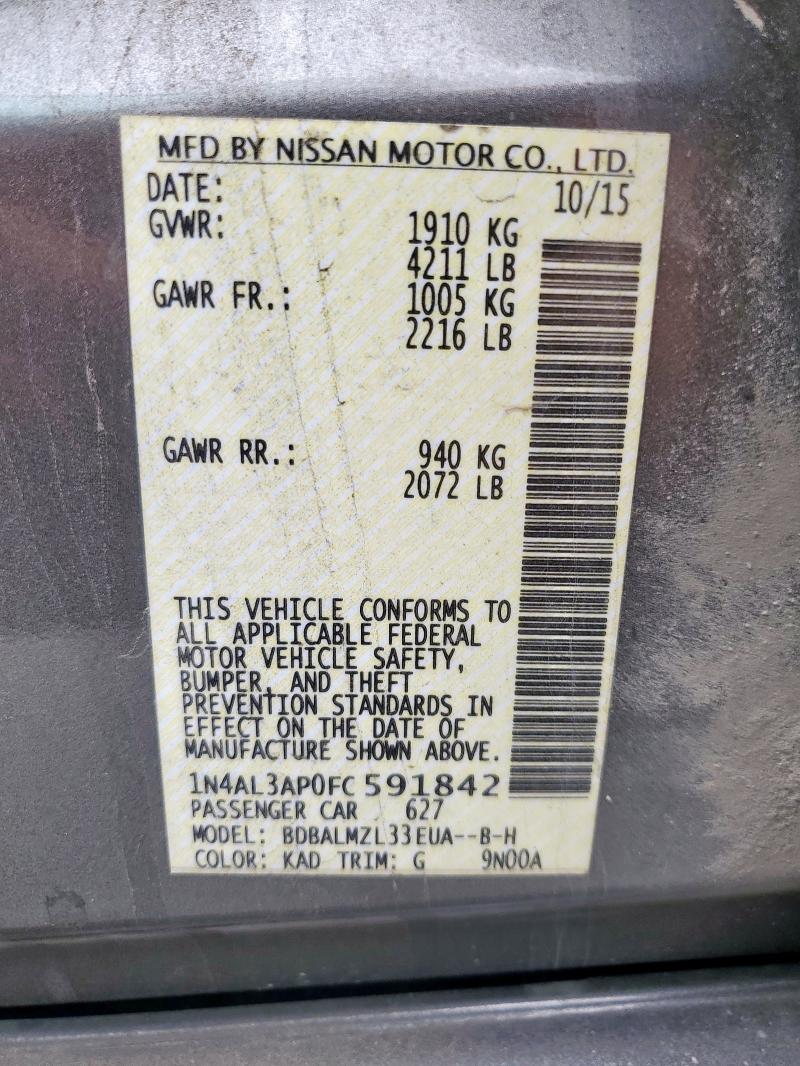 MFD BY NISSAN MOTOR CO., LTD.
DATE: 10/15
GVWR: 1910 KG
4211 LB
GAWR FR.: 1005 KG
2216 LB
GAWR RR.: 940 KG
2072 LB
THIS VEHICLE CONFORMS TO
ALL APPLICABLE FEDERAL
MOTOR VEHICLE SAFETY,
BUMPER, AND THEFT
PREVENTION STANDARDS IN
EFFECT ON THE DATE OF
MANUFACTURE SHOWN ABOVE.
1N4AL3AP0FC591842
PASSENGER CAR 627
MODEL: BDBALMZL33EUA--B-H
COLOR: KAD TRIM: G 9N00A